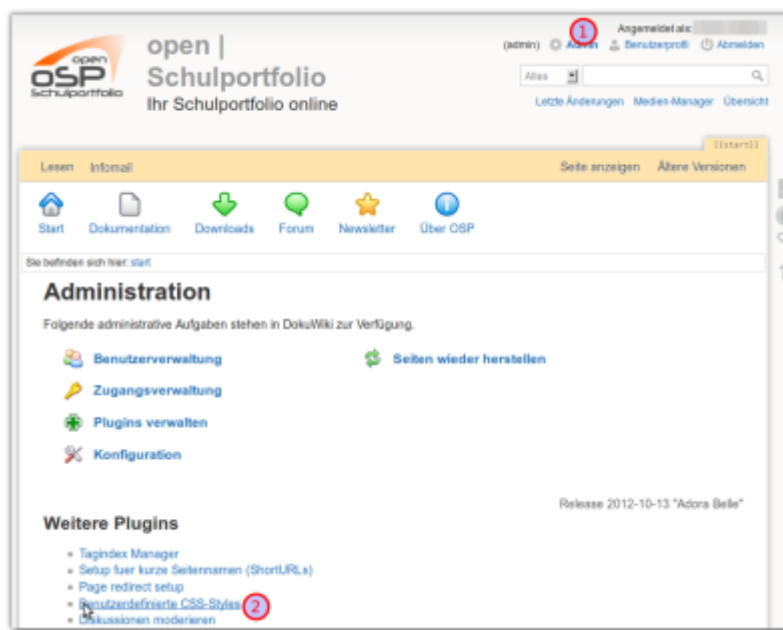 Angemeldet als:
(admin) Admin Benutzerprofil Abmelden
1
open
OSP
Schulportfolio
open |
Schulportfolio
Ihr Schulportfolio online
Alles
Letzte Änderungen Medien-Manager Übersicht
[[start]]
Lesen Infomail Seite anzeigen Ältere Versionen
Start Dokumentation Downloads Forum Newsletter Über OSP
Sie befinden sich hier: start
Administration
Folgende administrative Aufgaben stehen in DokuWiki zur Verfügung.
Benutzerverwaltung Seiten wieder herstellen
Zugangsverwaltung
Plugins verwalten
Konfiguration
Release 2012-10-13 "Adora Belle"
Weitere Plugins
Tagindex Manager
Setup fuer kurze Seitennamen (ShortURLs)
Page redirect setup
Benutzerdefinierte CSS-Styles 2
Diskussionen moderieren